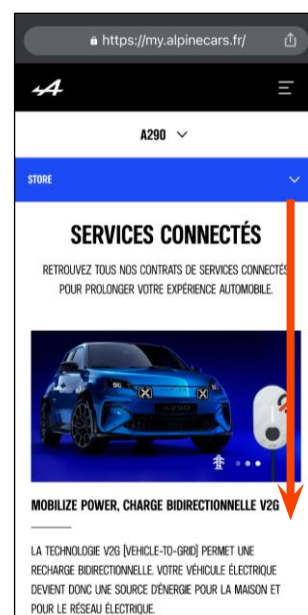 https://my.alpinecars.fr/
A290
STORE
SERVICES CONNECTÉS
RETROUVEZ TOUS NOS CONTRATS DE SERVICES CONNECTÉS
POUR PROLONGER VOTRE EXPÉRIENCE AUTOMOBILE.
A290
MOBILIZE POWER, CHARGE BIDIRECTIONNELLE V2G
LA TECHNOLOGIE V2G [VEHICLE-TO-GRID] PERMET UNE
RECHARGE BIDIRECTIONNELLE. VOTRE VÉHICULE ÉLECTRIQUE
DEVIENT DONC UNE SOURCE D'ÉNERGIE POUR LA MAISON ET
POUR LE RÉSEAU ÉLECTRIQUE.